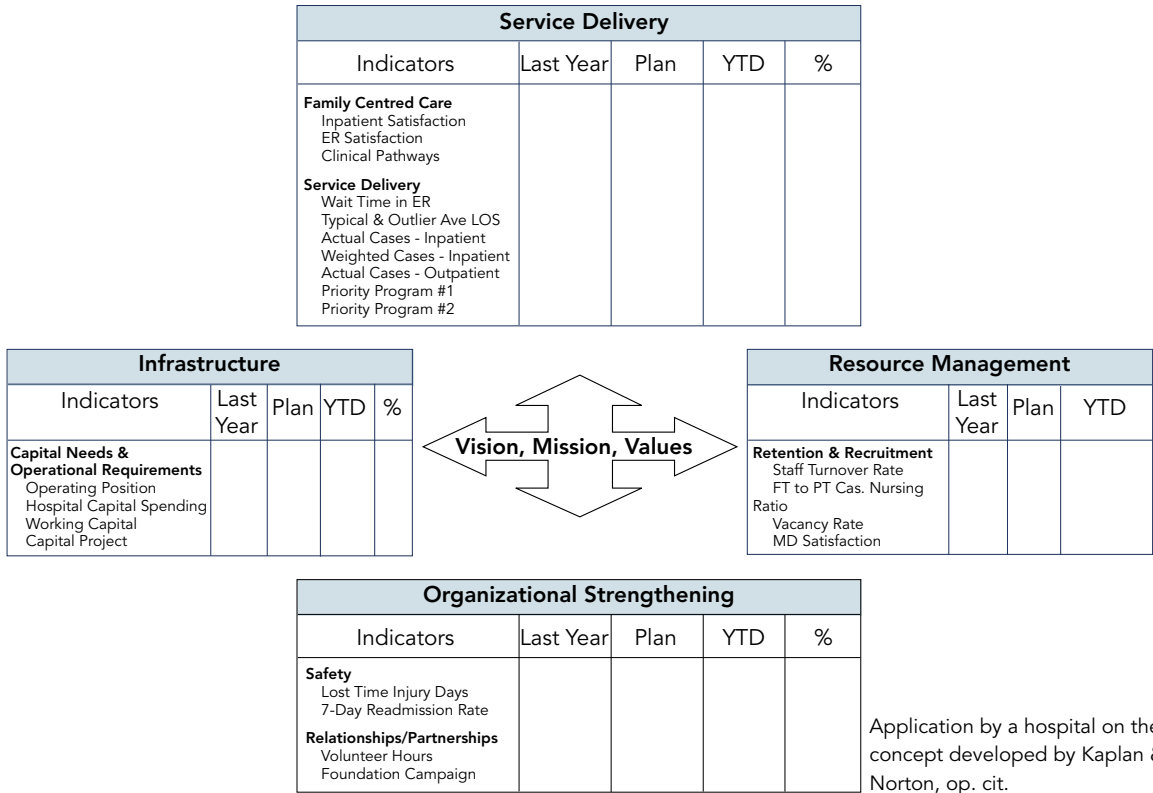 Service Delivery
Indicators Last Year Plan YTD %
Family Centred Care
Inpatient Satisfaction
ER Satisfaction
Clinical Pathways
Service Delivery
Wait Time in ER
Typical & Outlier Ave LOS
Actual Cases - Inpatient
Weighted Cases - Inpatient
Actual Cases - Outpatient
Priority Program #1
Priority Program #2
Infrastructure
Indicators Last Year Plan YTD %
Capital Needs &
Operational Requirements
Operating Position
Hospital Capital Spending
Working Capital
Capital Project
Vision, Mission, Values
Resource Management
Indicators Last Year Plan YTD
Retention & Recruitment
Staff Turnover Rate
FT to PT Cas. Nursing
Ratio
Vacancy Rate
MD Satisfaction
Organizational Strengthening
Indicators Last Year Plan YTD %
Safety
Lost Time Injury Days
7-Day Readmission Rate
Relationships/Partnerships
Volunteer Hours
Foundation Campaign
Application by a hospital on the
concept developed by Kaplan &
Norton, op. cit.